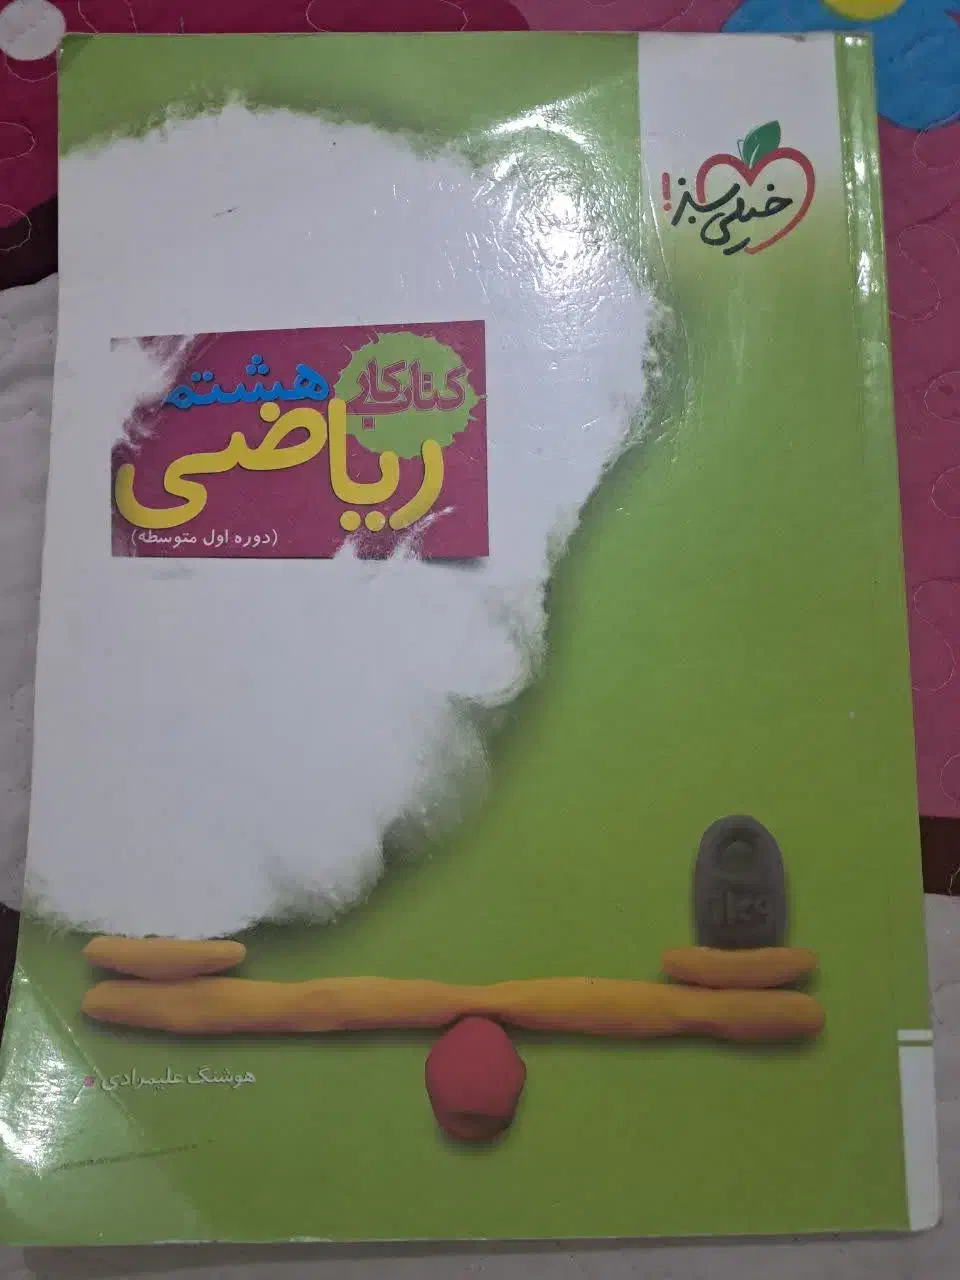 خیلی سبز!
کتاب کار
هشتم
ریاضی
(دوره اول متوسطه)
هوشنگ علیمرادی